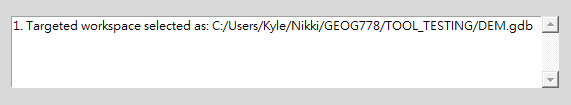 1. Targeted workspace selected as: C:/Users/Kyle/Nikki/GEOG778/TOOL_TESTING/DEM.gdb